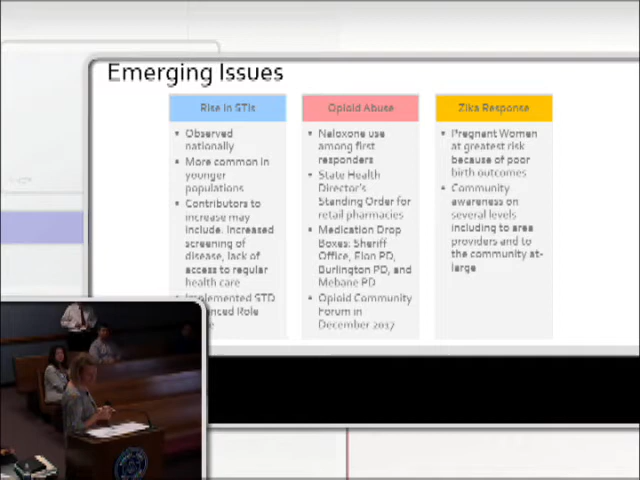 Emerging Issues
Rise in STIs
▪ Observed
nationally
▪ More common in
younger
populations
▪ Contributors to
increase may
include. Increased
screening of
disease, lack of
access to regular
health care
Implemented STD
Role
Opioid Abuse
▪ Naloxone use
among first
responders
▪ State Health
Director's
Standing Order for
retail pharmacies
▪ Medication Drop
Boxes: Sheriff
Office, Elon PD,
Burlington PD, and
Mebane PD
▪ Opioid Community
Forum in
December 2017
Zika Response
▪ Pregnant Women
at greatest risk
because of poor
birth outcomes
▪ Community
awareness on
several levels
including to area
providers and to
the community at-
large